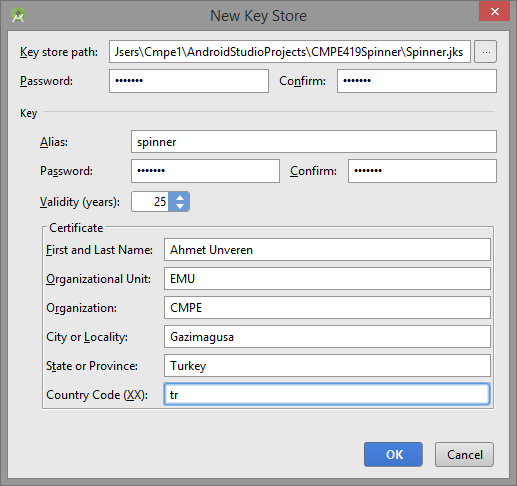 New Key Store
Key store path: Jsers\Cmpe1\AndroidStudioProjects\CMPE419Spinner\Spinner.jks ...
Password: ••••••• Confirm: •••••••
Key
Alias: spinner
Password: ••••••• Confirm: •••••••
Validity (years): 25
Certificate
First and Last Name: Ahmet Unveren
Organizational Unit: EMU
Organization: CMPE
City or Locality: Gazimagusa
State or Province: Turkey
Country Code (XX): tr
OK Cancel